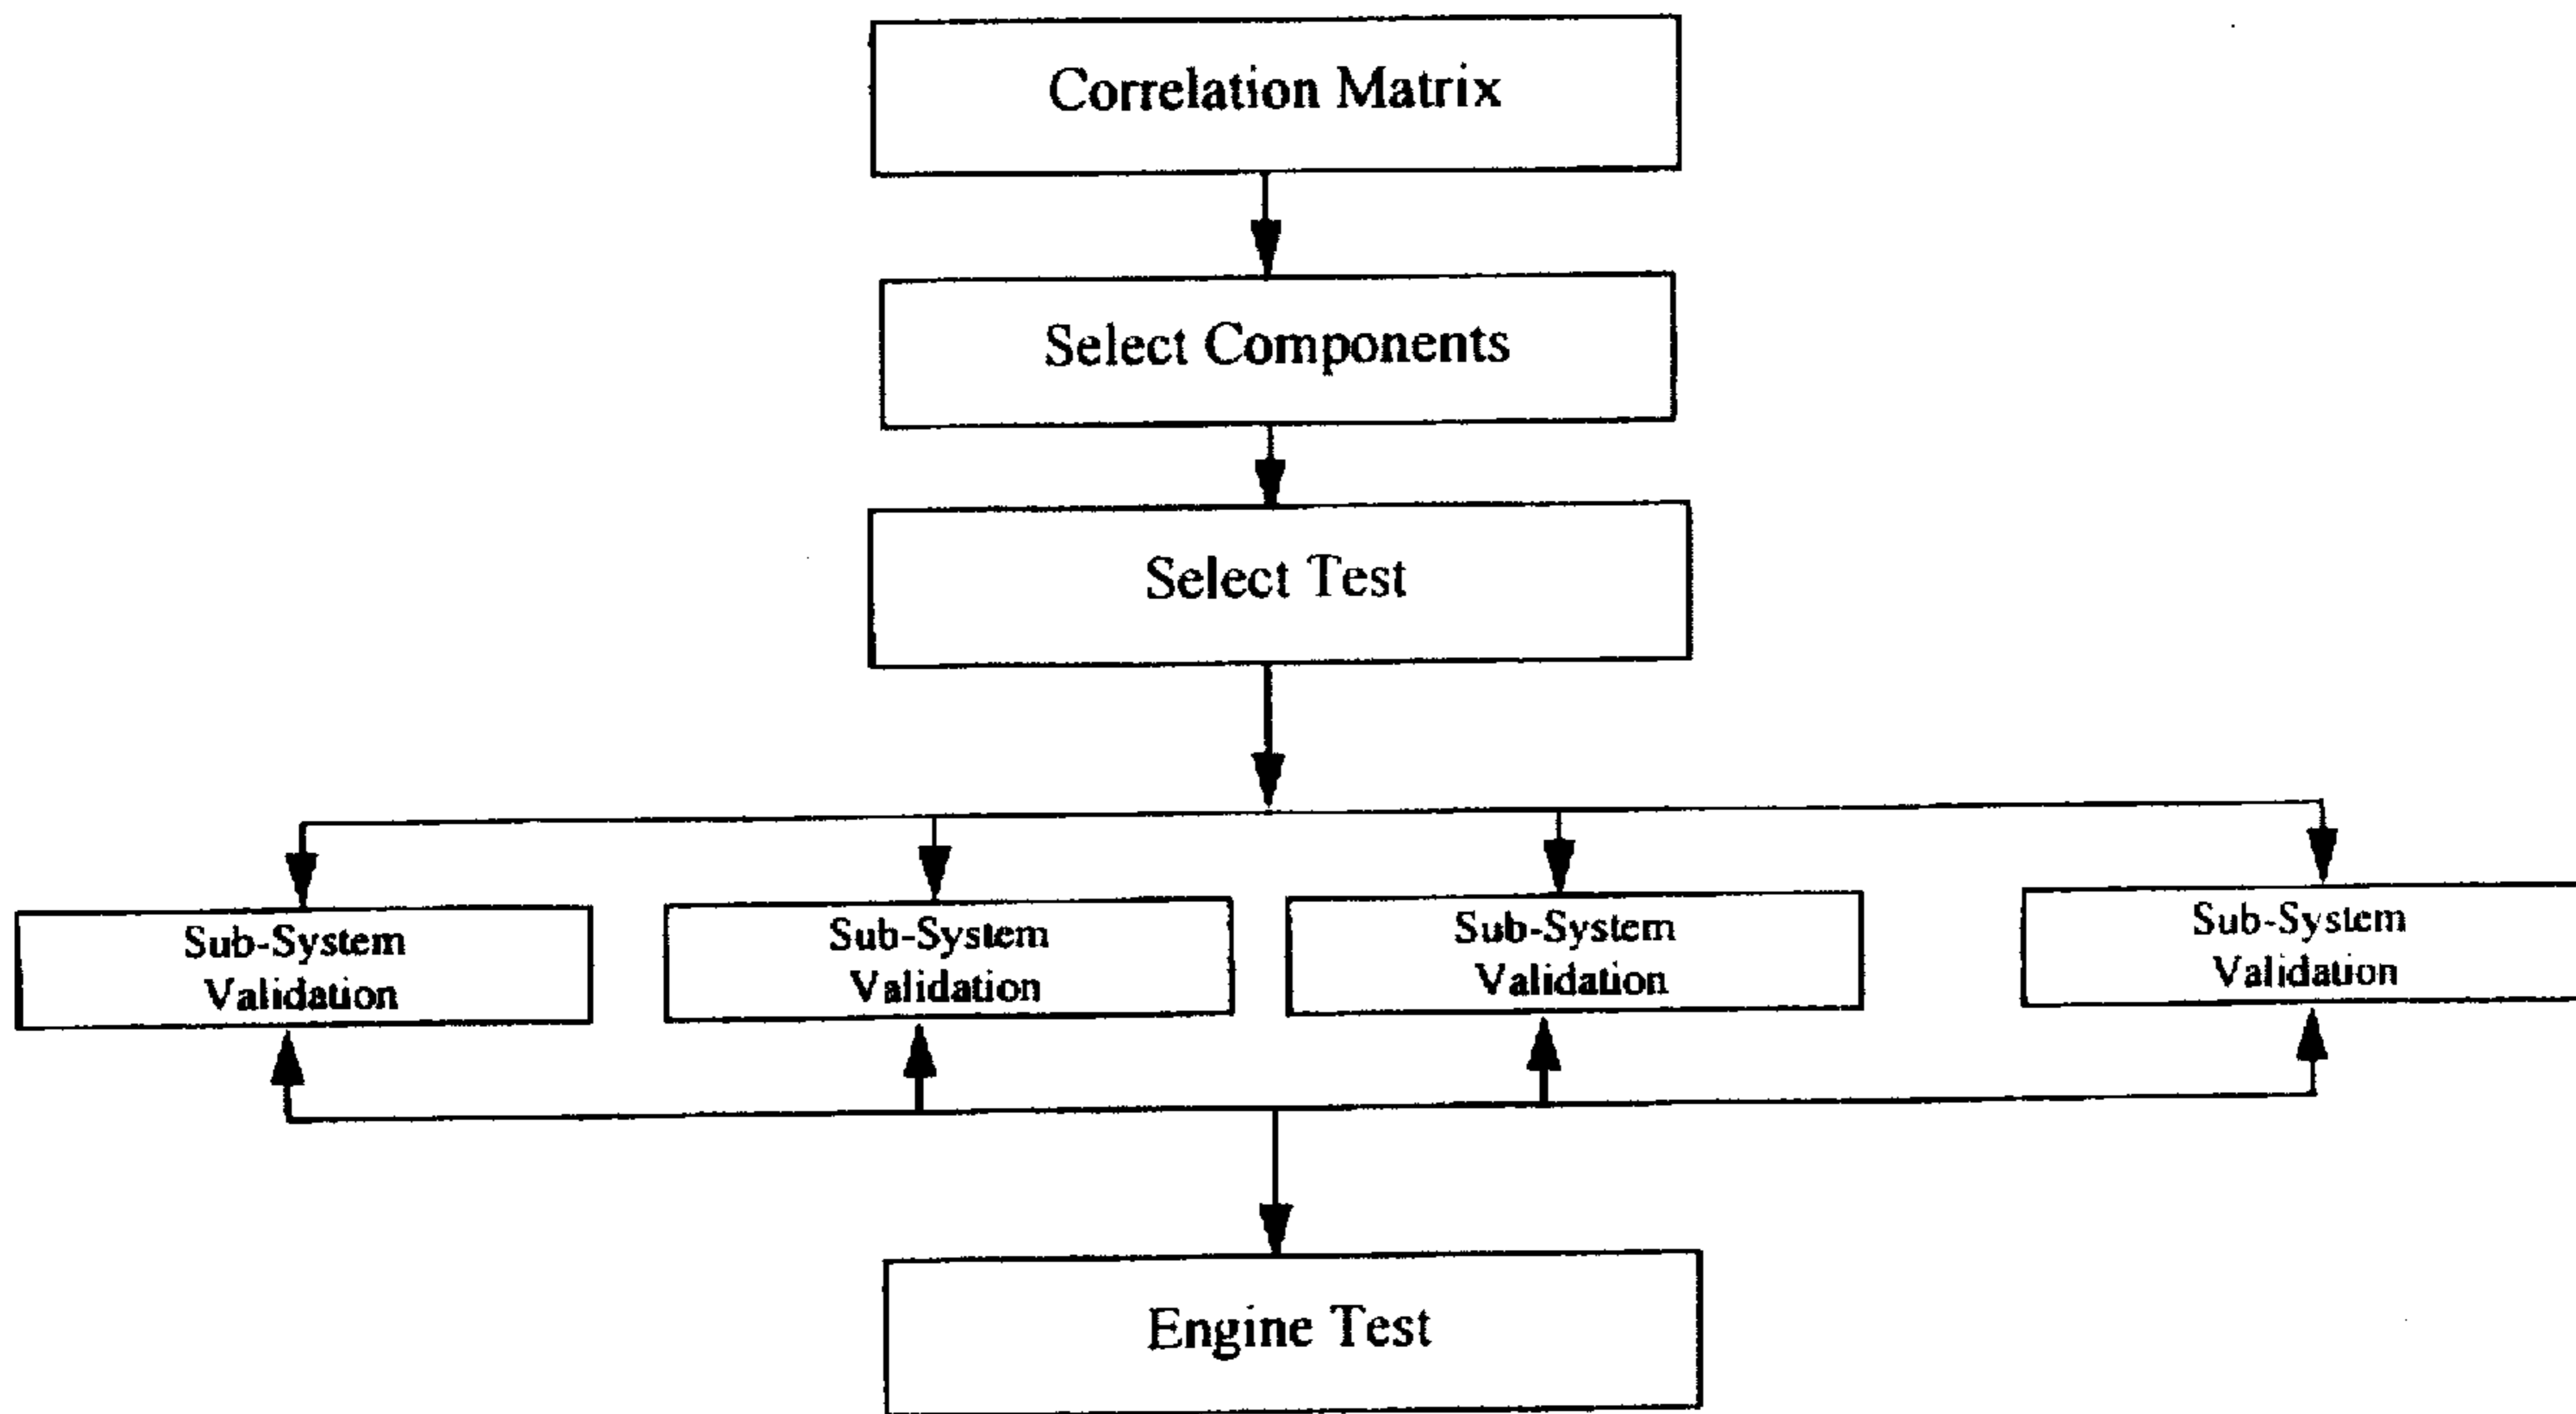 Correlation Matrix
Select Components
Select Test
Sub-System
Validation
Sub-System
Validation
Sub-System
Validation
Sub-System
Validation
Engine Test